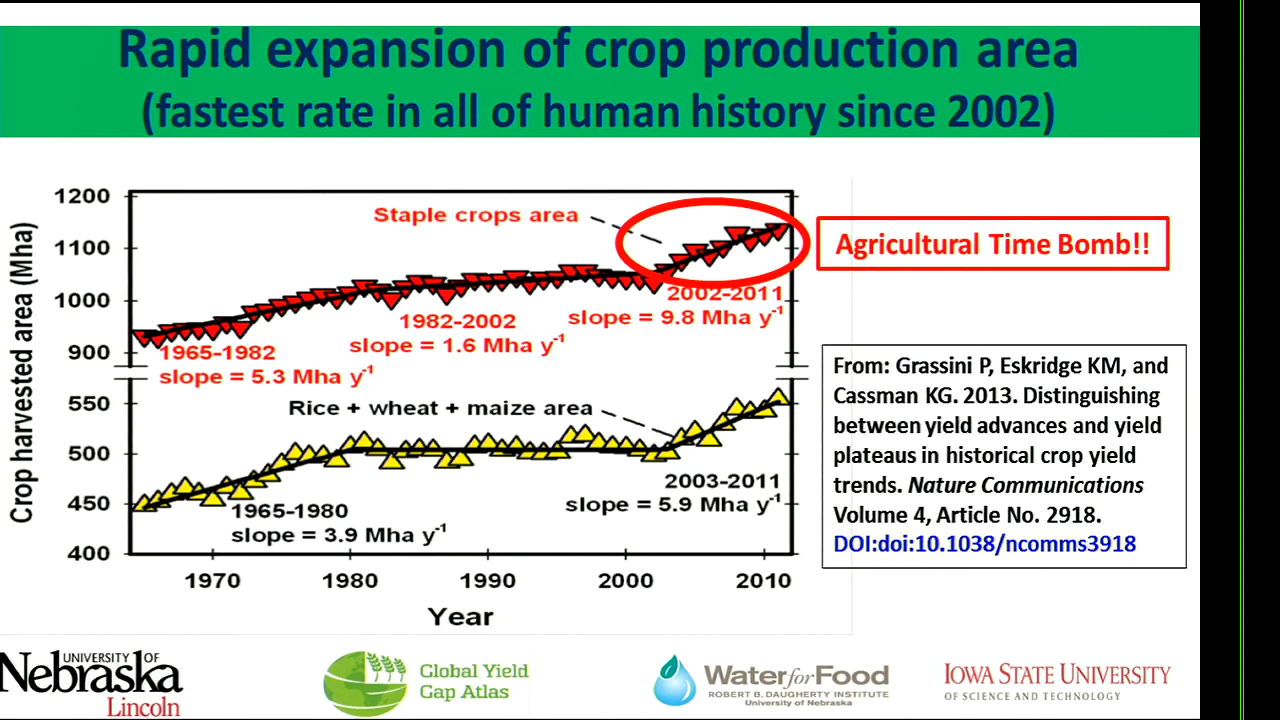 Rapid expansion of crop production area
(fastest rate in all of human history since 2002)
1200
1100
1000
900
550
500
450
400
Crop harvested area (Mha)
Staple crops area
1965-1982
slope = 5.3 Mha y-1
1982-2002
slope = 1.6 Mha y-1
2002-2011
slope = 9.8 Mha y-1
Rice + wheat + maize area
1965-1980
slope = 3.9 Mha y-1
2003-2011
slope = 5.9 Mha y-1
1970
1980
1990
2000
2010
Year
Agricultural Time Bomb!!
From: Grassini P, Eskridge KM, and
Cassman KG. 2013. Distinguishing
between yield advances and yield
plateaus in historical crop yield
trends. Nature Communications
Volume 4, Article No. 2918.
DOI:doi:10.1038/ncomms3918
UNIVERSITY OF
Nebraska
Lincoln
Global Yield
Gap Atlas
Water for Food
ROBERT B. DAUGHERTY INSTITUTE
University of Nebraska
IOWA STATE UNIVERSITY
OF SCIENCE AND TECHNOLOGY